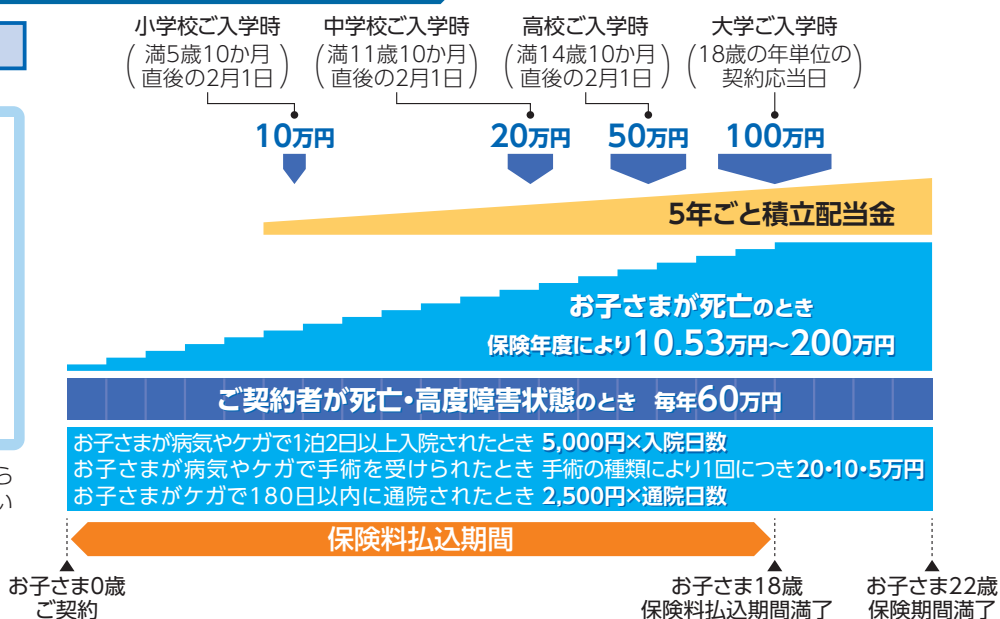 小学校ご入学時
満5歳10か月
直後の2月1日
中学校ご入学時
満11歳10か月
直後の2月1日
高校ご入学時
満14歳10か月
直後の2月1日
大学ご入学時
18歳の年単位の
契約応当日
10万円
20万円
50万円
100万円
5年ごと積立配当金
お子さまが死亡のとき
保険年度により10.53万円～200万円
ご契約者が死亡・高度障害状態のとき 毎年60万円
お子さまが病気やケガで1泊2日以上入院されたとき 5,000円×入院日数
お子さまが病気やケガで手術を受けられたとき 手術の種類により1回につき20・10・5万円
お子さまがケガで180日以内に通院されたとき 2,500円×通院日数
ら
い
保険料払込期間
お子さま0歳
ご契約
お子さま18歳
保険料払込期間満了
お子さま22歳
保険期間満了